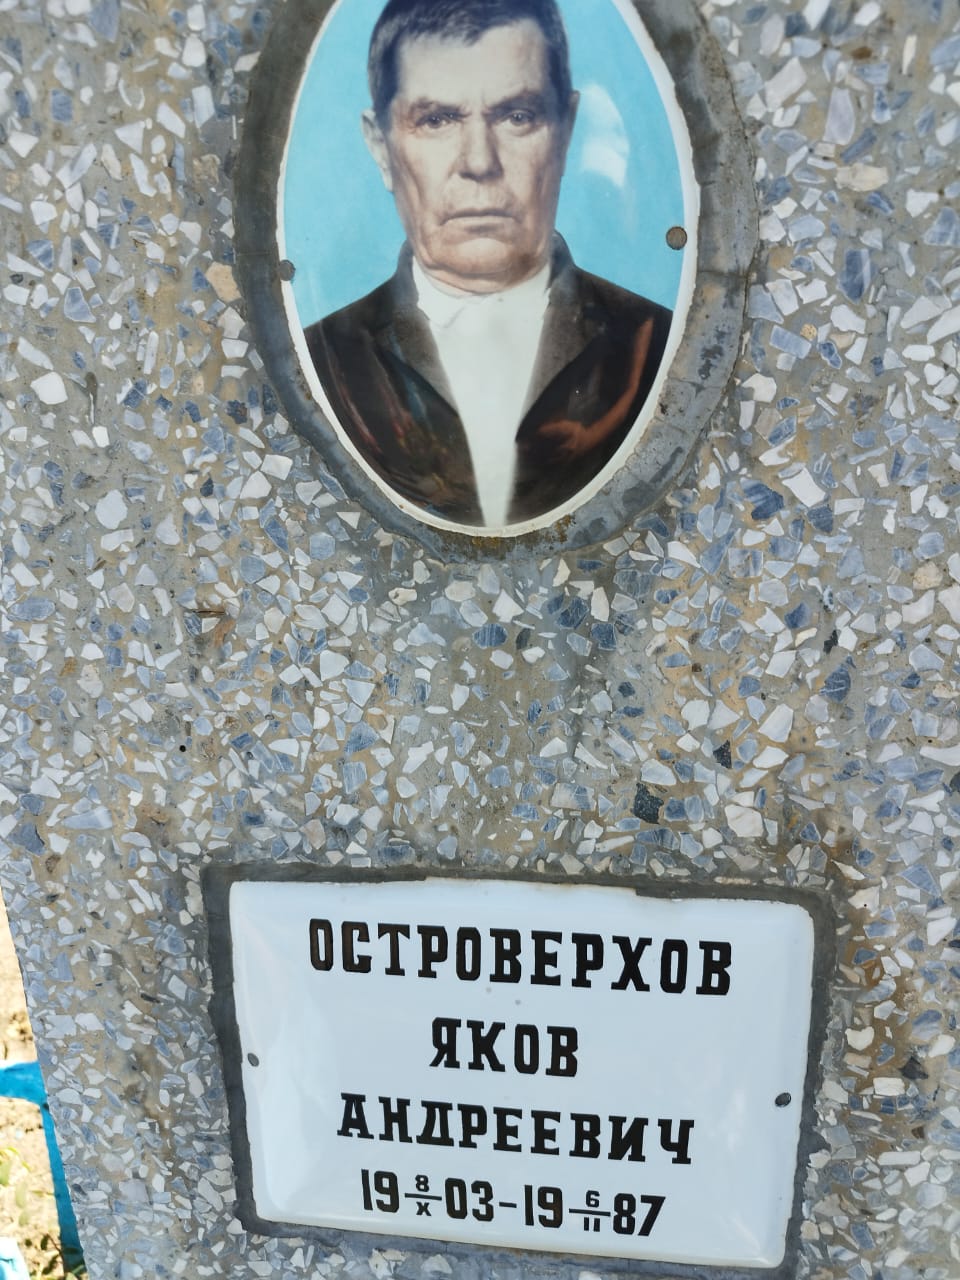 ОСТРОВЕРХОВ
ЯКОВ
АНДРЕЕВИЧ
19 8/X 03-19 6/II 87